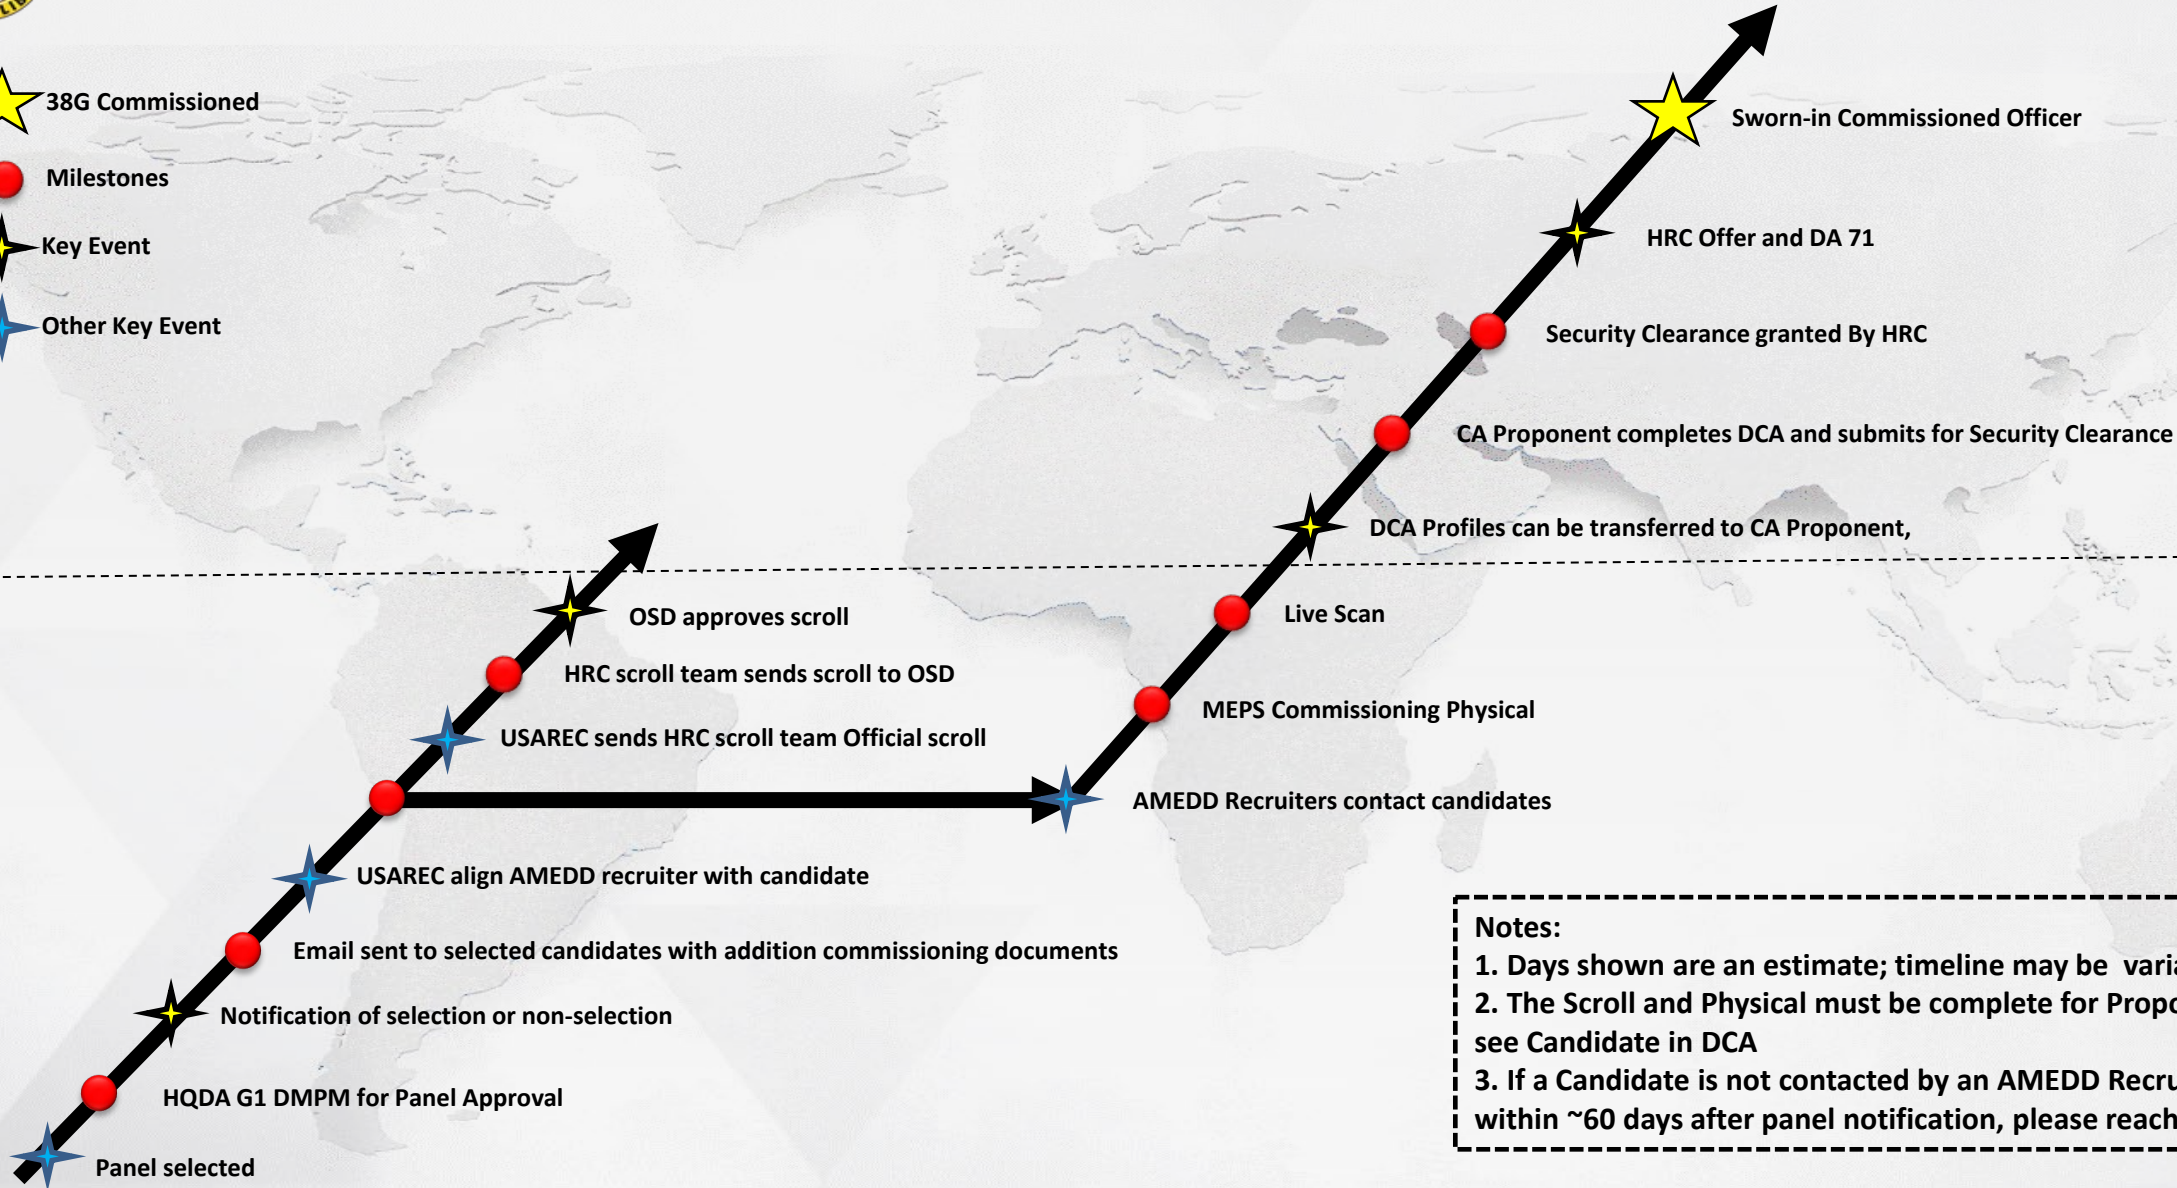 38G Commissioned
Milestones
Key Event
Other Key Event
Sworn-in Commissioned Officer
HRC Offer and DA 71
Security Clearance granted By HRC
CA Proponent completes DCA and submits for Security Clearance
DCA Profiles can be transferred to CA Proponent,
Live Scan
MEPS Commissioning Physical
AMEDD Recruiters contact candidates
OSD approves scroll
HRC scroll team sends scroll to OSD
USAREC sends HRC scroll team Official scroll
USAREC align AMEDD recruiter with candidate
Email sent to selected candidates with addition commissioning documents
Notification of selection or non-selection
HQDA G1 DMPM for Panel Approval
Panel selected
Notes:
1. Days shown are an estimate; timeline may be
2. The Scroll and Physical must be complete for
see Candidate in DCA
3. If a Candidate is not contacted by an AMEDD
within ~60 days after panel notification, please reach